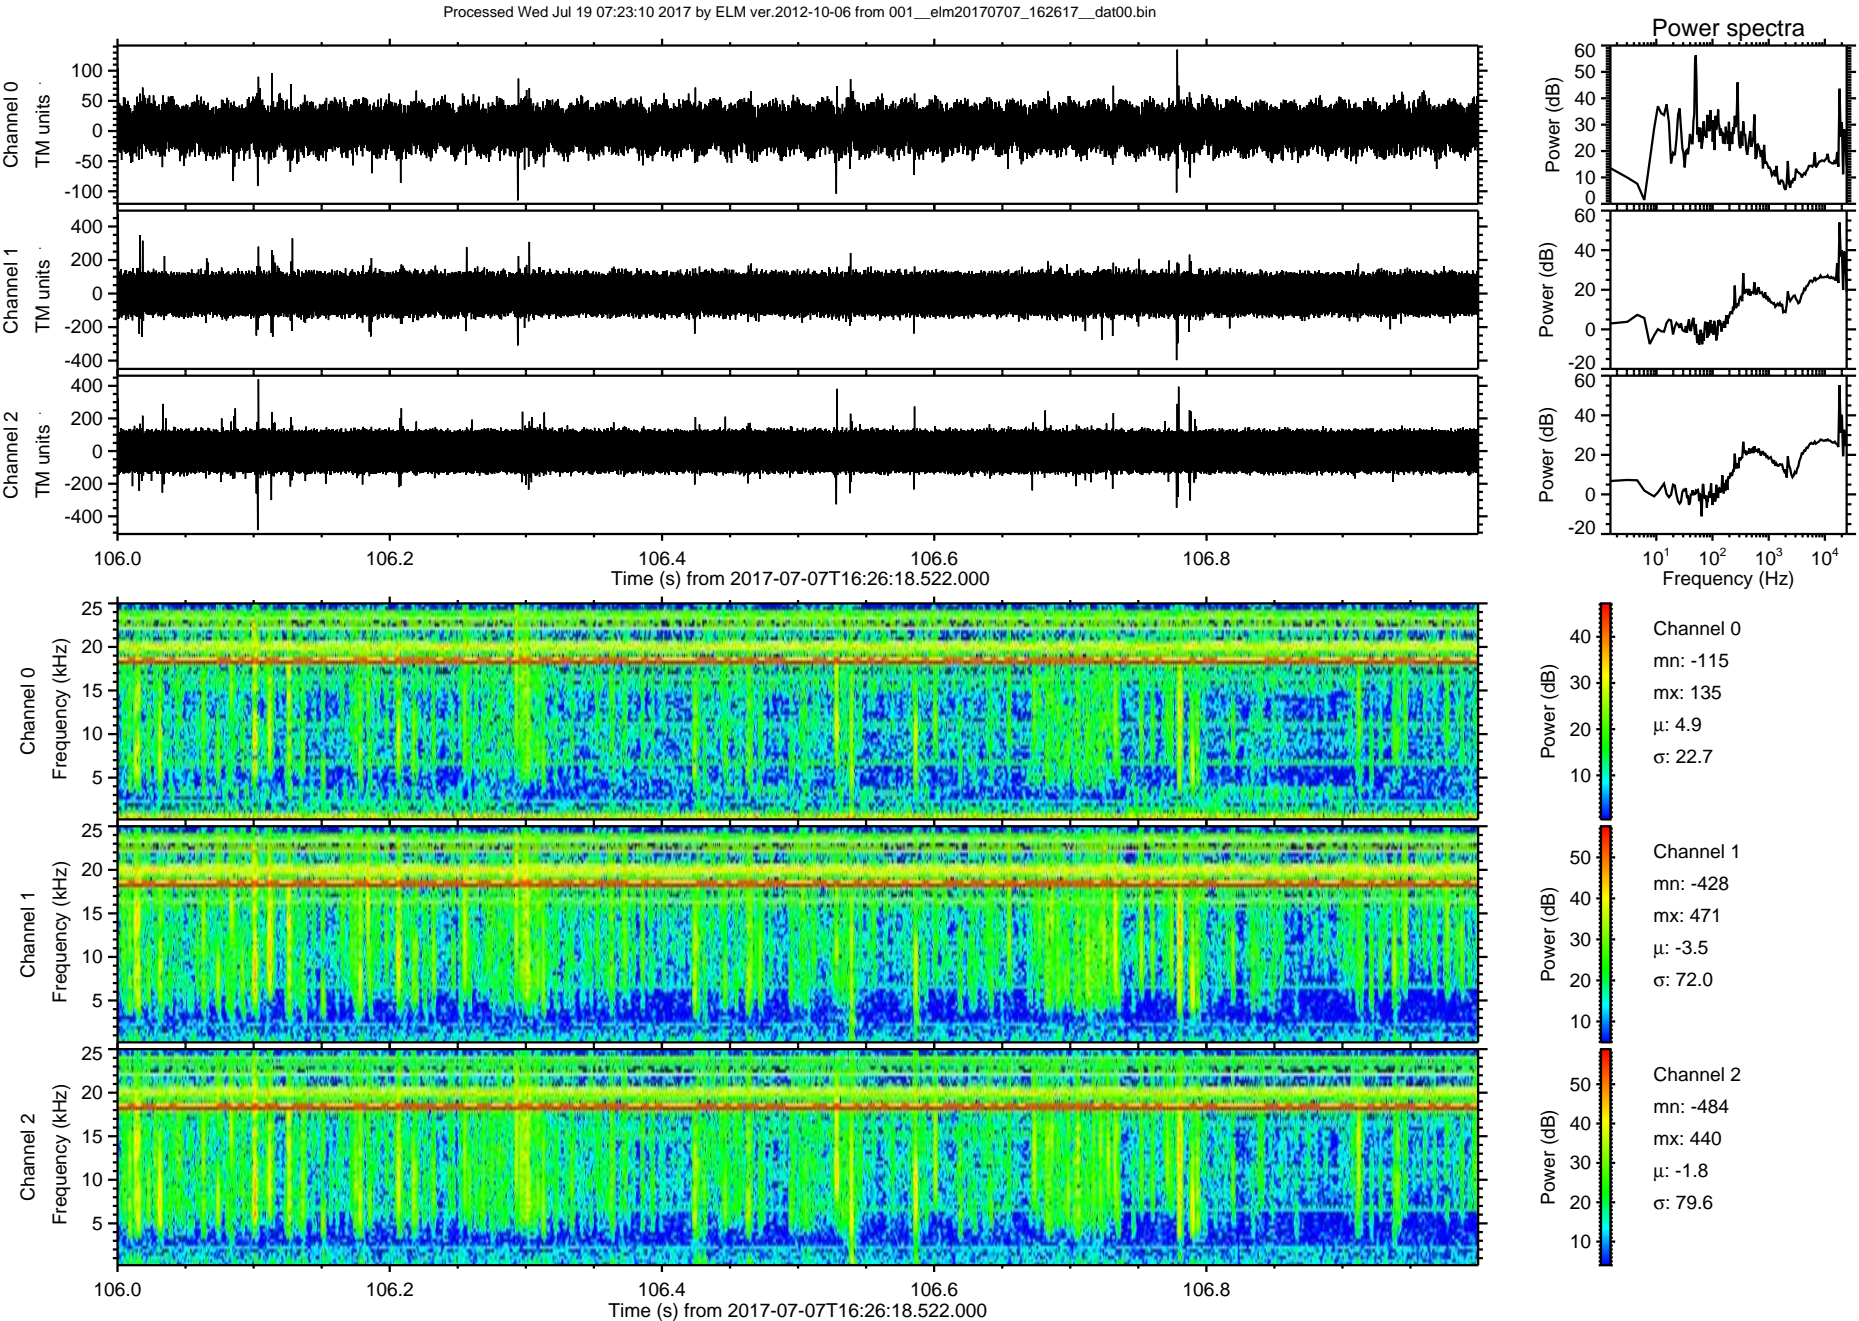 Processed Wed Jul 19 07:23:10 2017 by ELM ver.2012-10-06 from 001__elm20170707_162617__dat00.bin
Power spectra
Channel 0
TM units
100
50
0
-50
-100
Power (dB)
60
50
40
30
20
10
0
Channel 1
TM units
400
200
0
-200
-400
Power (dB)
60
40
20
0
-20
Channel 2
TM units
400
200
0
-200
-400
Power (dB)
60
40
20
0
-20
106.0 106.2 106.4 106.6 106.8
Time (s) from 2017-07-07T16:26:18.522.000
10^1 10^2 10^3 10^4
Frequency (Hz)
Channel 0
Frequency (kHz)
25
20
15
10
5
Power (dB)
40
30
20
10
Channel 0
mn: -115
mx: 135
μ: 4.9
σ: 22.7
Channel 1
Frequency (kHz)
25
20
15
10
5
Power (dB)
50
40
30
20
10
Channel 1
mn: -428
mx: 471
μ: -3.5
σ: 72.0
Channel 2
Frequency (kHz)
25
20
15
10
5
Power (dB)
50
40
30
20
10
Channel 2
mn: -484
mx: 440
μ: -1.8
σ: 79.6
106.0 106.2 106.4 106.6 106.8
Time (s) from 2017-07-07T16:26:18.522.000